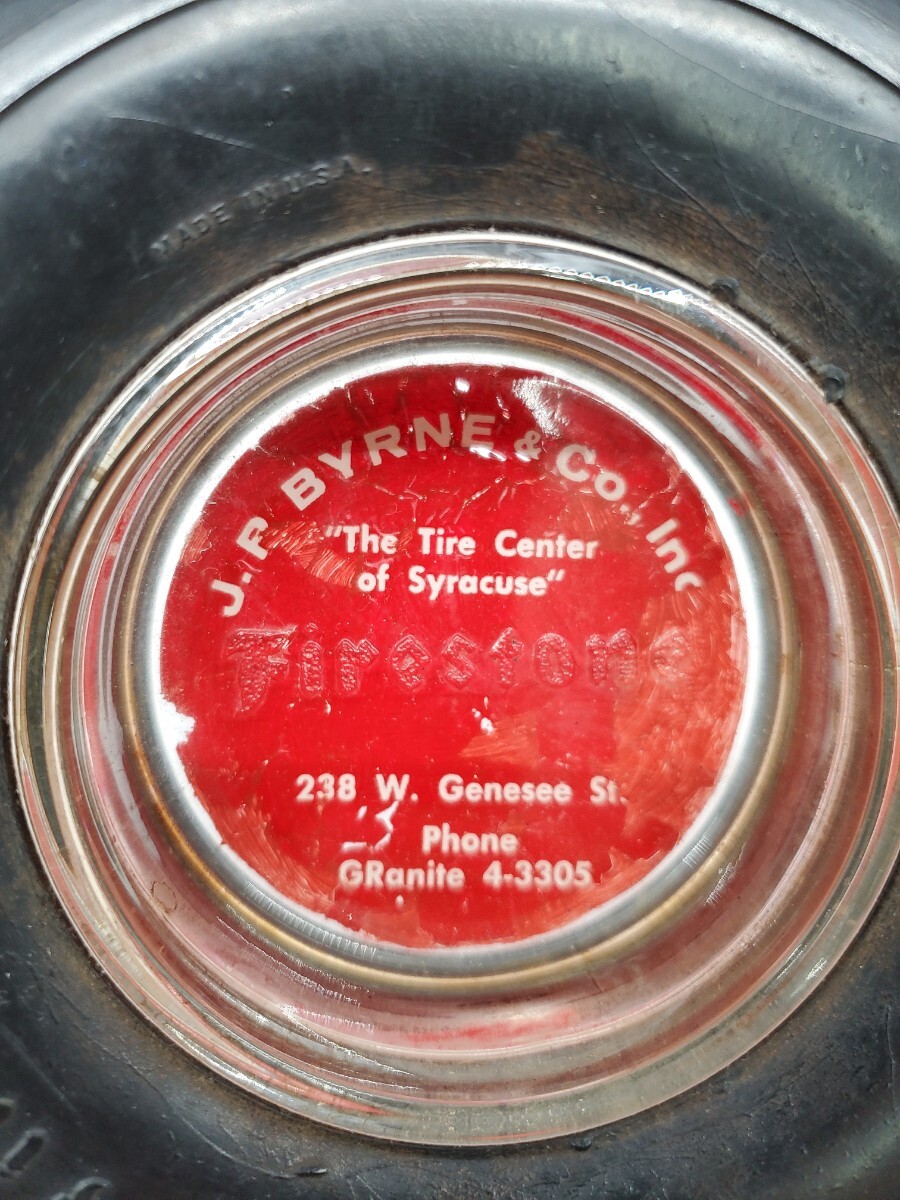 MADE IN U.S.A.
J.P. BYRNE & Co., Inc
"The Tire Center
of Syracuse"
Firestone
238 W. Genesee St.
Phone
GRanite 4-3305